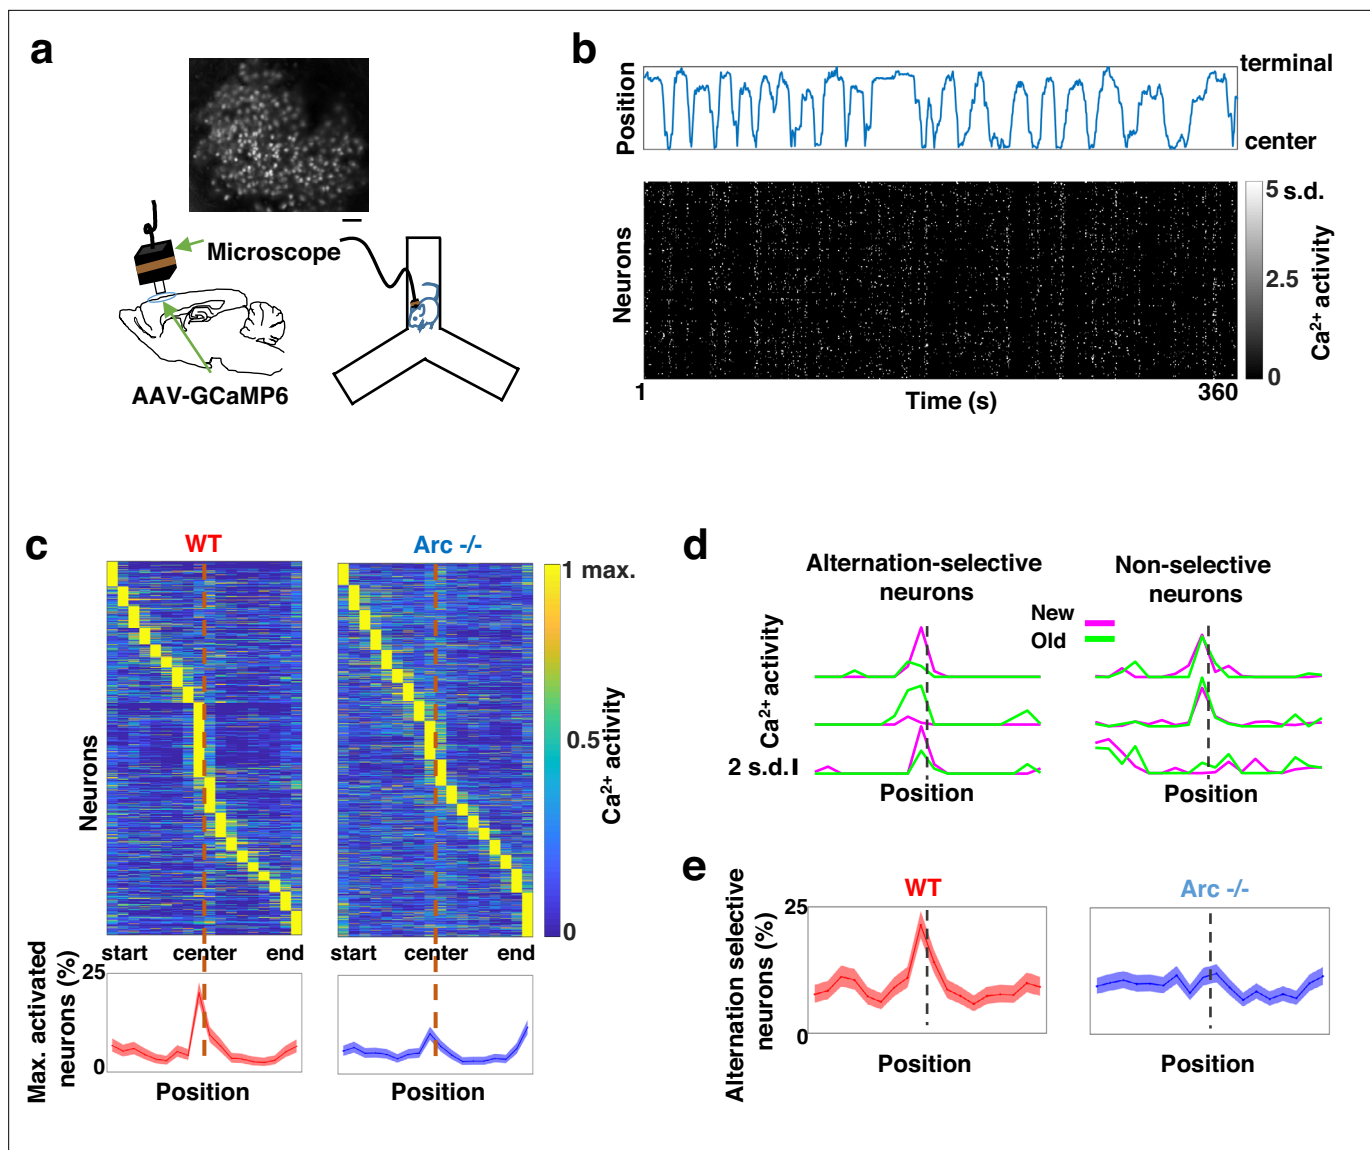 a
Microscope
AAV-GCaMP6
b
Position
terminal
center
Neurons
5 s.d.
2.5
0
Ca²⁺ activity
1
360
Time (s)
c
WT
Arc -/-
Neurons
1 max.
0.5
0
Ca²⁺ activity
start center end
start center end
Max. activated
neurons (%)
25
0
Position
Position
d
Alternation-selective
neurons
Non-selective
neurons
New
Old
Ca²⁺ activity
2 s.d.
Position
Position
e
WT
Arc -/-
Alternation selective
neurons (%)
25
0
Position
Position